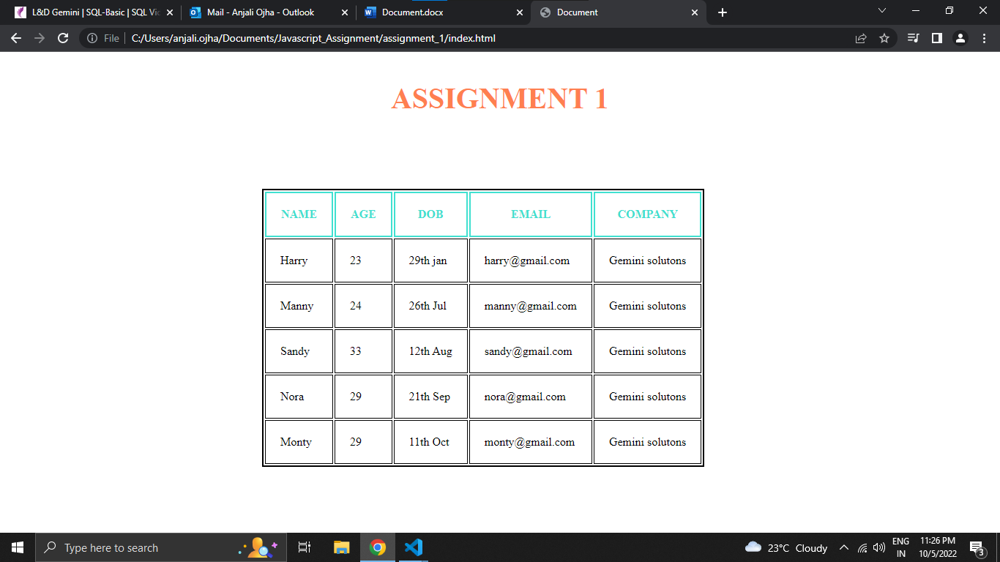 L&D Gemini | SQL-Basic | SQL Vic
Mail - Anjali Ojha - Outlook
Document.docx
Document
File
C:/Users/anjali.ojha/Documents/Javascript_Assignment/assignment_1/index.html
ASSIGNMENT 1
NAME AGE DOB EMAIL COMPANY
Harry 23 29th jan harry@gmail.com Gemini solutons
Manny 24 26th Jul manny@gmail.com Gemini solutons
Sandy 33 12th Aug sandy@gmail.com Gemini solutons
Nora 29 21th Sep nora@gmail.com Gemini solutons
Monty 29 11th Oct monty@gmail.com Gemini solutons
Type here to search
23°C Cloudy
ENG
IN
11:26 PM
10/5/2022
3